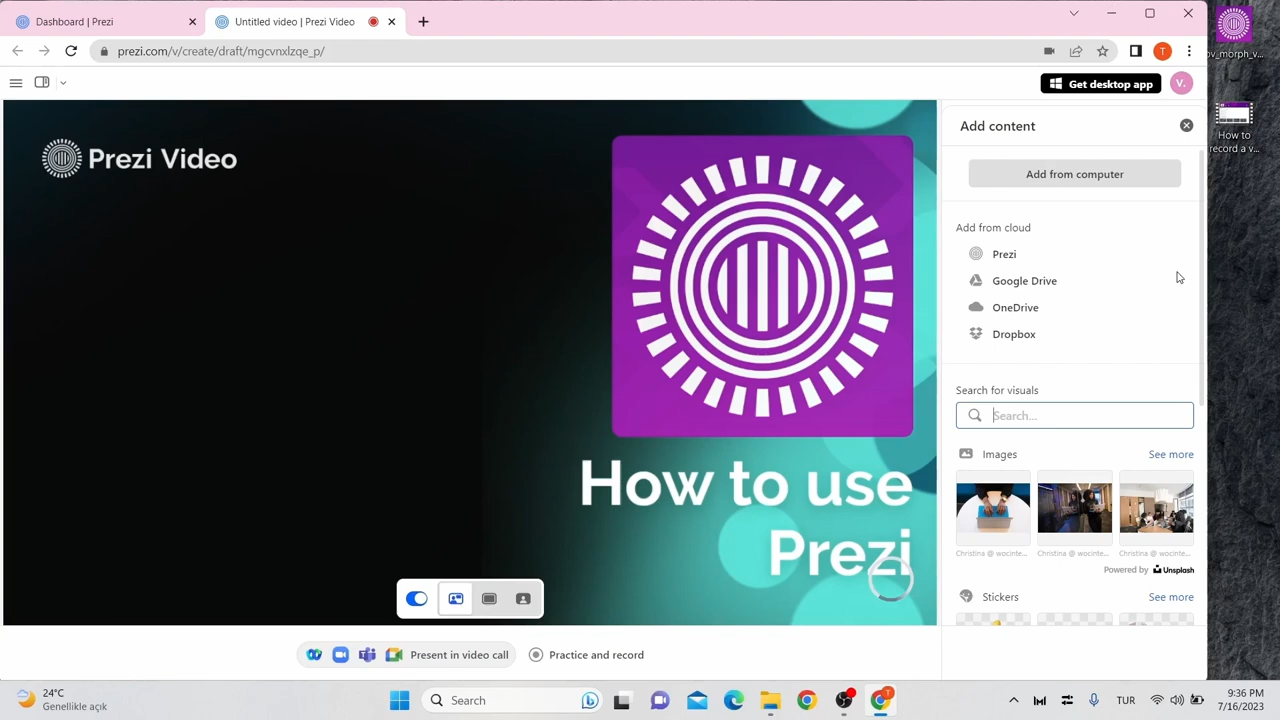 Dashboard | Prezi
Untitled video | Prezi Video
prezi.com/v/create/draft/mgcvnxlzqe_p/
T
Get desktop app
V.
Prezi Video
How to use
Prezi
Add content
Add from computer
Add from cloud
Prezi
Google Drive
OneDrive
Dropbox
Search for visuals
Search...
Images
See more
Christina @ wocinte...
Christina @ wocinte...
Christina @ wocinte...
Powered by Unsplash
Stickers
See more
Present in video call
Practice and record
How to
record a v...
24°C
Genellikle açık
Search
T
TUR
9:36 PM
7/16/2023